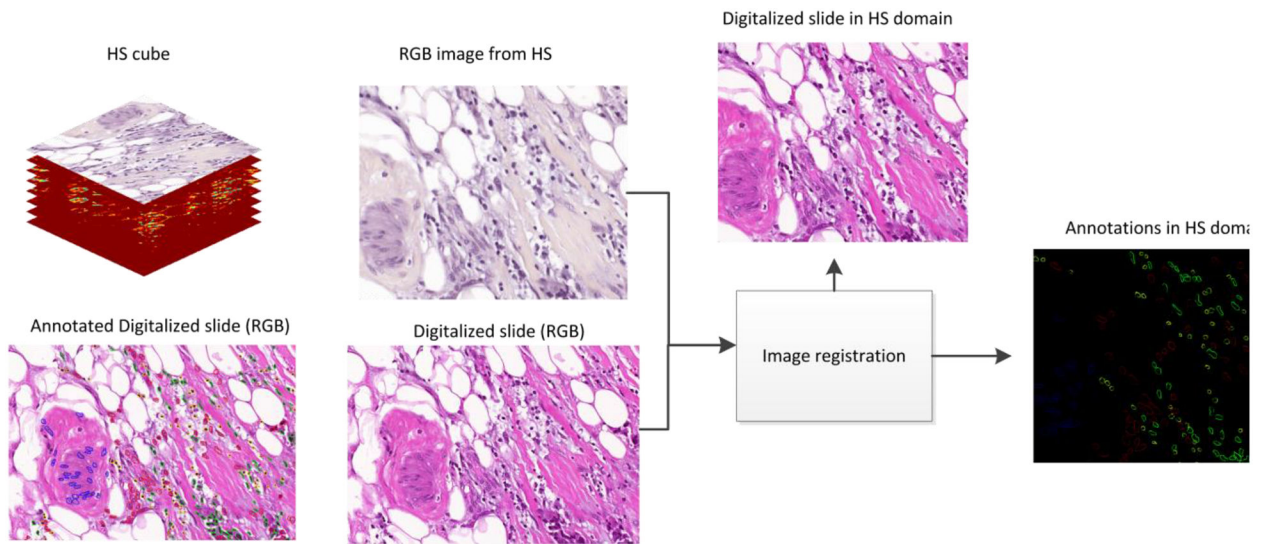 HS cube
RGB image from HS
Digitalized slide in HS domain
Annotations in HS
Annotated Digitalized slide (RGB)
Digitalized slide (RGB)
Image registration